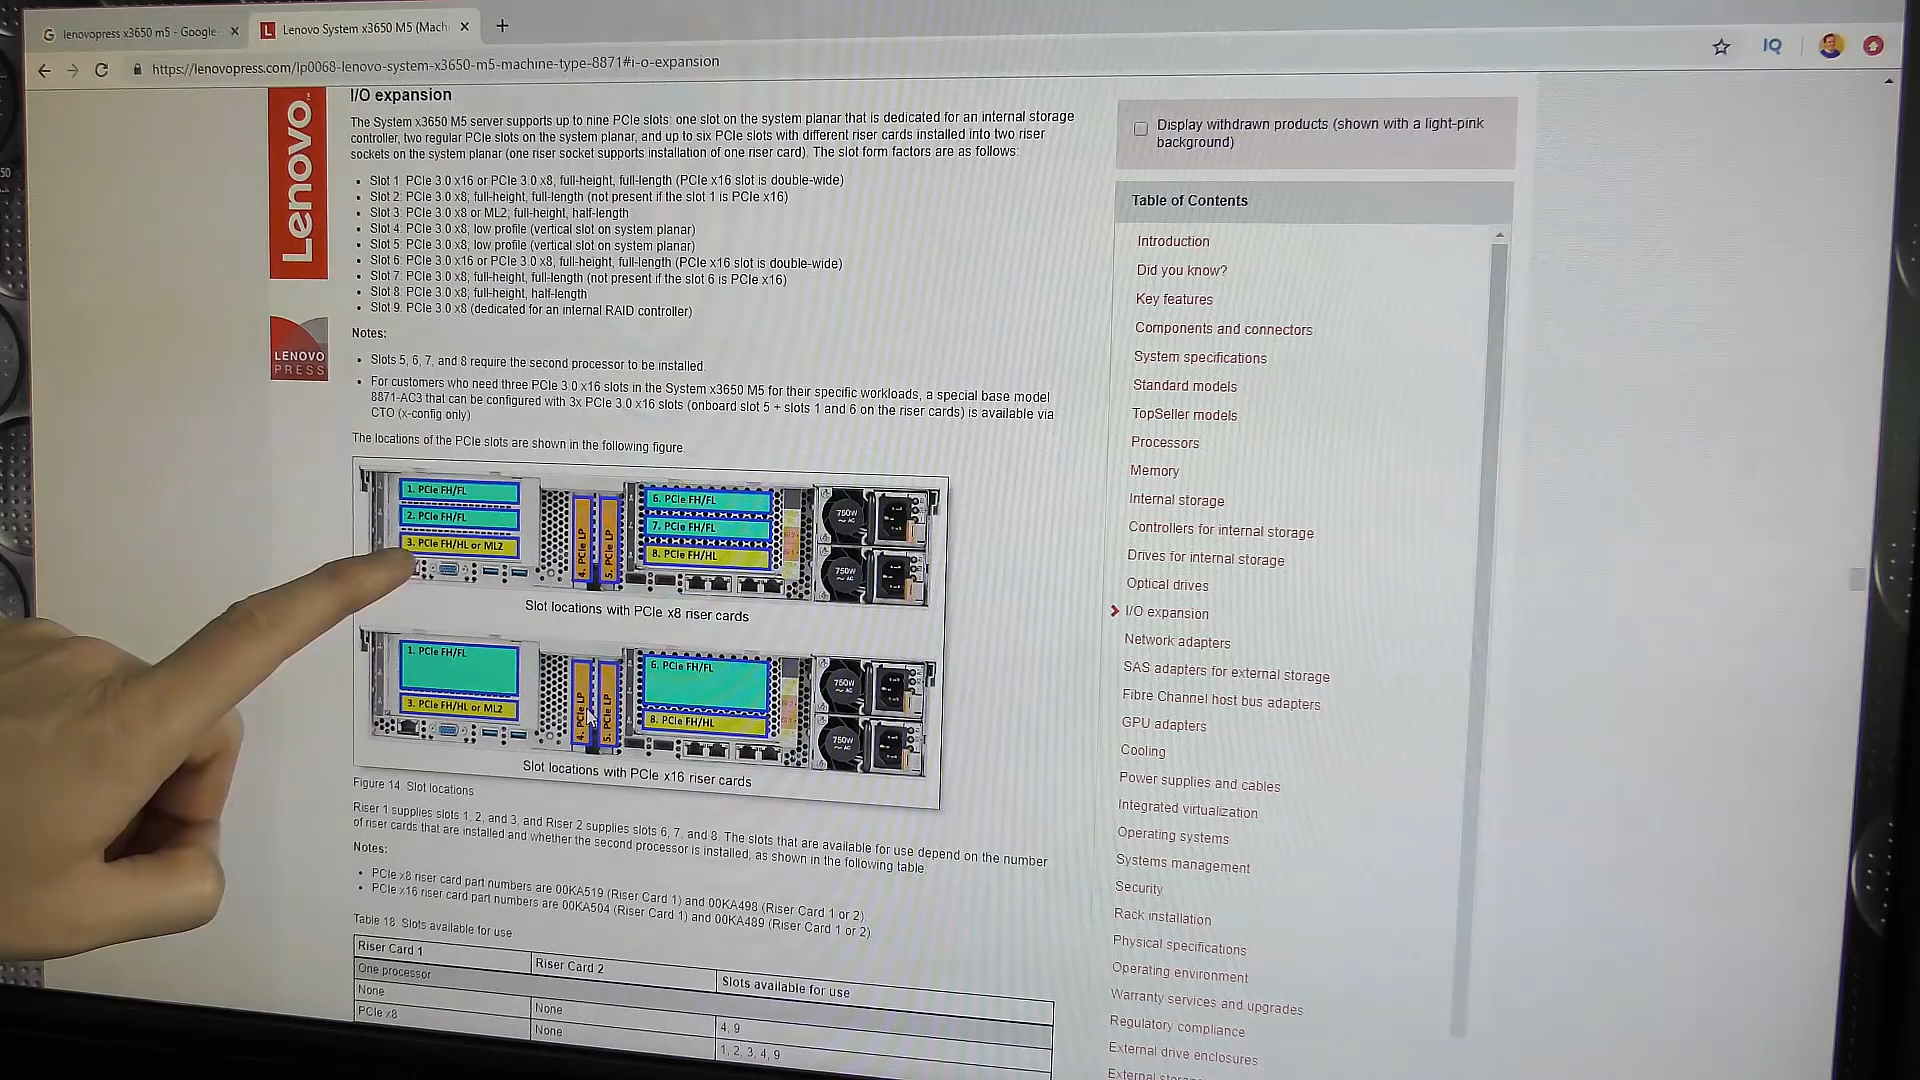 lenovopress x3650 m5 - Google
Lenovo System x3650 M5 (Mach
https://lenovopress.com/lp0068-lenovo-system-x3650-m5-machine-type-8871#i-o-expansion
IQ
Lenovo
LENOVO
PRESS
I/O expansion
The System x3650 M5 server supports up to nine PCIe slots: one slot on the system planar that is dedicated for an internal storage
controller, two regular PCIe slots on the system planar, and up to six PCIe slots with different riser cards installed into two riser
sockets on the system planar (one riser socket supports installation of one riser card). The slot form factors are as follows:
Slot 1: PCIe 3.0 x16 or PCIe 3.0 x8; full-height, full-length (PCIe x16 slot is double-wide)
Slot 2: PCIe 3.0 x8; full-height, full-length (not present if the slot 1 is PCIe x16)
Slot 3: PCIe 3.0 x8 or ML2; full-height, half-length
Slot 4: PCIe 3.0 x8; low profile (vertical slot on system planar)
Slot 5: PCIe 3.0 x8; low profile (vertical slot on system planar)
Slot 6: PCIe 3.0 x16 or PCIe 3.0 x8; full-height, full-length (PCIe x16 slot is double-wide)
Slot 7: PCIe 3.0 x8; full-height, full-length (not present if the slot 6 is PCIe x16)
Slot 8: PCIe 3.0 x8; full-height, half-length
Slot 9: PCIe 3.0 x8 (dedicated for an internal RAID controller)
Notes:
Slots 5, 6, 7, and 8 require the second processor to be installed.
For customers who need three PCIe 3.0 x16 slots in the System x3650 M5 for their specific workloads, a special base model
8871-AC3 that can be configured with 3x PCIe 3.0 x16 slots (onboard slot 5 + slots 1 and 6 on the riser cards) is available via
CTO (x-config only).
The locations of the PCIe slots are shown in the following figure.
1. PCIe FH/FL
2. PCIe FH/FL
3. PCIe FH/HL or ML2
4. PCIe LP
5. PCIe LP
6. PCIe FH/FL
7. PCIe FH/FL
8. PCIe FH/HL
750W
AC
750W
AC
Slot locations with PCIe x8 riser cards
1. PCIe FH/FL
3. PCIe FH/HL or ML2
4. PCIe LP
5. PCIe LP
6. PCIe FH/FL
8. PCIe FH/HL
750W
AC
750W
AC
Slot locations with PCIe x16 riser cards
Figure 14. Slot locations
Riser 1 supplies slots 1, 2, and 3, and Riser 2 supplies slots 6, 7, and 8. The slots that are available for use depend on the number
of riser cards that are installed and whether the second processor is installed, as shown in the following table.
Notes:
PCIe x8 riser card part numbers are 00KA519 (Riser Card 1) and 00KA498 (Riser Card 1 or 2).
PCIe x16 riser card part numbers are 00KA504 (Riser Card 1) and 00KA489 (Riser Card 1 or 2)
Table 18. Slots available for use
Riser Card 1
Riser Card 2
Slots available for use
One processor
None
None
4, 9
PCIe x8
None
1, 2, 3, 4, 9
Display withdrawn products (shown with a light-pink
background)
Table of Contents
Introduction
Did you know?
Key features
Components and connectors
System specifications
Standard models
TopSeller models
Processors
Memory
Internal storage
Controllers for internal storage
Drives for internal storage
Optical drives
I/O expansion
Network adapters
SAS adapters for external storage
Fibre Channel host bus adapters
GPU adapters
Cooling
Power supplies and cables
Integrated virtualization
Operating systems
Systems management
Security
Rack installation
Physical specifications
Operating environment
Warranty services and upgrades
Regulatory compliance
External drive enclosures
50